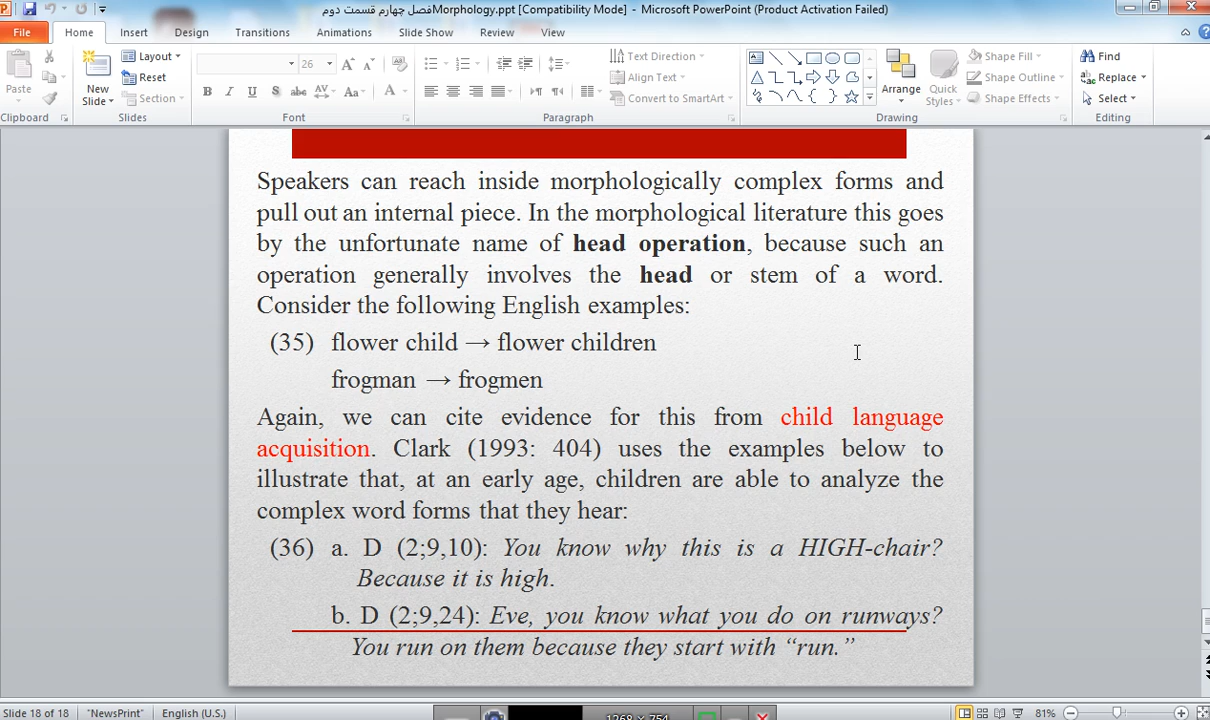 فصل چهارم قسمت دومMorphology.ppt [Compatibility Mode] - Microsoft PowerPoint (Product Activation Failed)
File Home Insert Design Transitions Animations Slide Show Review View
Paste
New Slide
Layout
Reset
Section
26
B I U S abc AV Aa A
Text Direction
Align Text
Convert to SmartArt
Arrange
Quick Styles
Shape Fill
Shape Outline
Shape Effects
Find
Replace
Select
Clipboard Slides Font Paragraph Drawing Editing
Speakers can reach inside morphologically complex forms and
pull out an internal piece. In the morphological literature this goes
by the unfortunate name of head operation, because such an
operation generally involves the head or stem of a word.
Consider the following English examples:
(35) flower child → flower children
frogman → frogmen
Again, we can cite evidence for this from child language
acquisition. Clark (1993: 404) uses the examples below to
illustrate that, at an early age, children are able to analyze the
complex word forms that they hear:
(36) a. D (2;9,10): You know why this is a HIGH-chair?
Because it is high.
b. D (2;9,24): Eve, you know what you do on runways?
You run on them because they start with “run.”
Slide 18 of 18 "NewsPrint" English (U.S.) 1268 × 754 81%